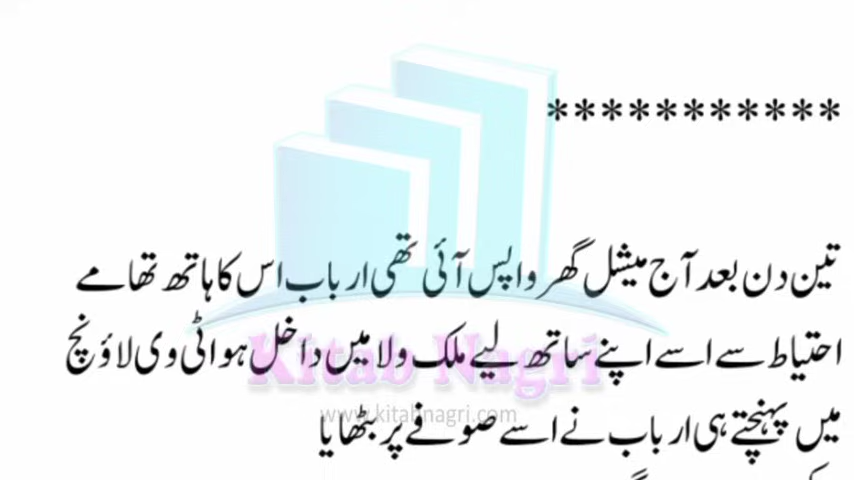 ***********
تین دن بعد آج میشل گھر واپس آئی تھی ارباب اس کا ہاتھ تھامے
احتیاط سے اسے اپنے ساتھ لیے ملک ولا میں داخل ہوا ٹی وی لاؤنچ
Kitab Nagri
www.kitabnagri.com
میں پہنچتے ہی ارباب نے اسے صوفے پر بٹھایا